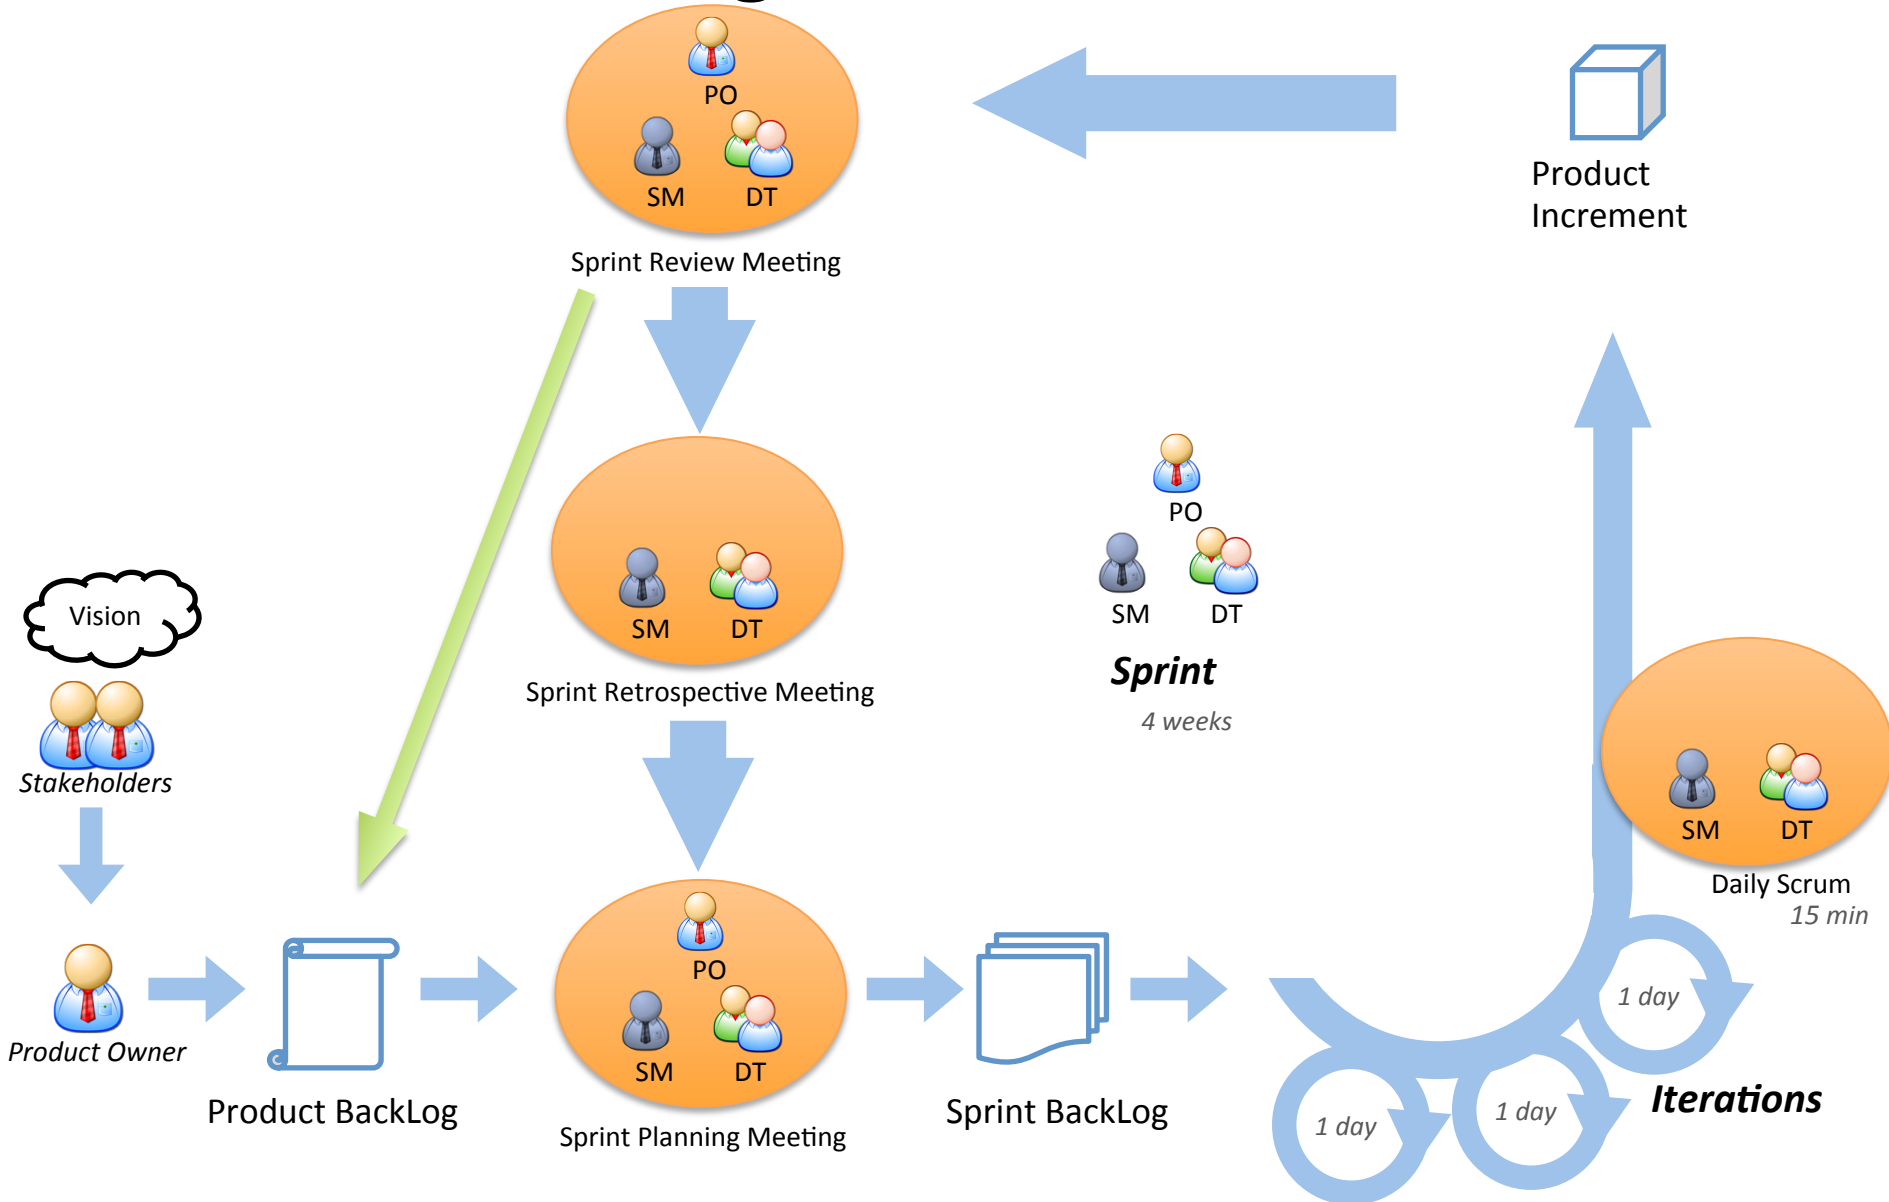 PO
SM
DT
Sprint Review Meeting
Product
Increment
PO
SM
DT
Sprint
4 weeks
SM
DT
Sprint Retrospective Meeting
Vision
Stakeholders
SM
DT
Daily Scrum
15 min
Product Owner
Product BackLog
PO
SM
DT
Sprint Planning Meeting
Sprint BackLog
1 day
1 day
1 day
Iterations